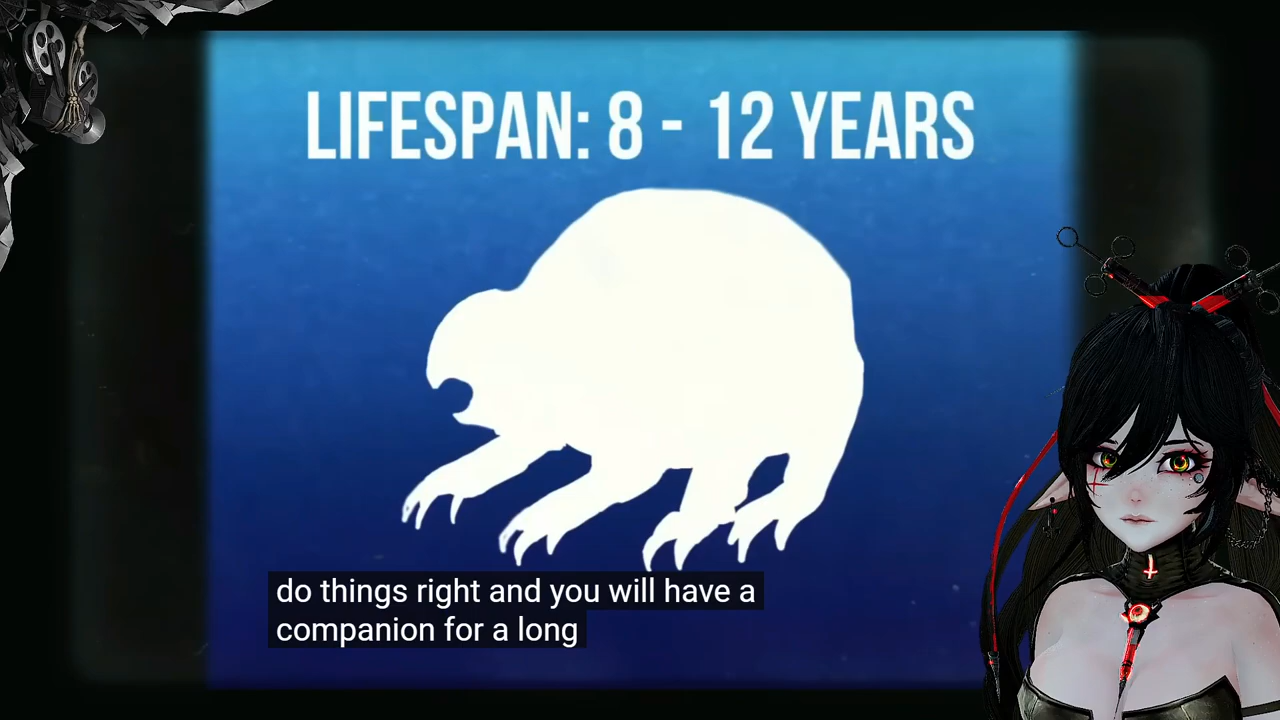 LIFESPAN: 8 - 12 YEARS
do things right and you will have a
companion for a long